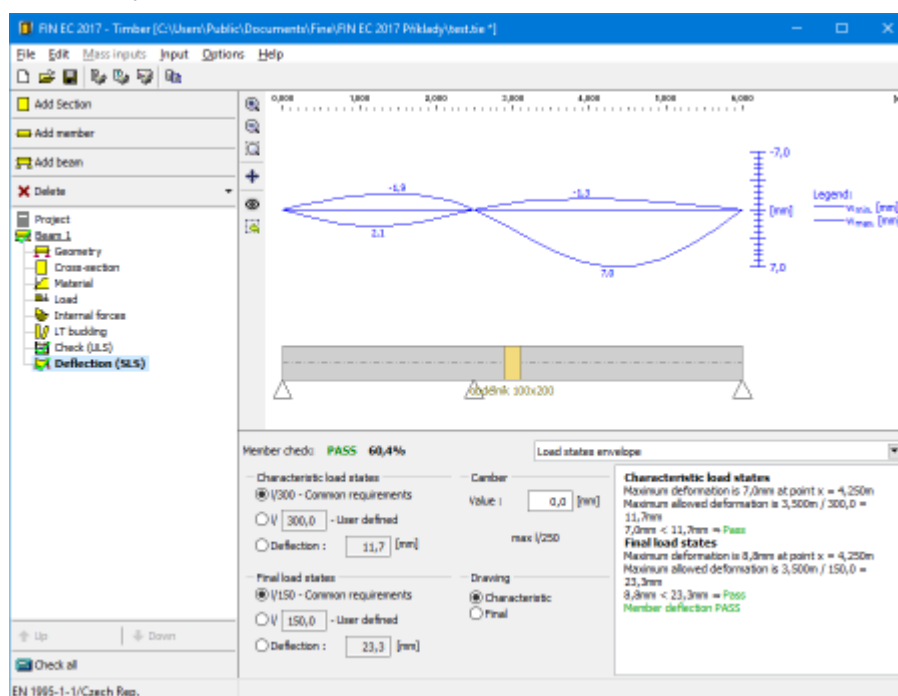 FIN EC 2017 - Timber [C:\Users\Public\Documents\Fine\FIN EC 2017 Příklady\test.tie *]
File Edit Mass inputs Input Options Help
Add Section
Add member
Add beam
Delete
Project
Beam 1
Geometry
Cross-section
Material
Load
Internal forces
LT buckling
Check (ULS)
Deflection (SLS)
Up Down
Check all
0,000 1,000 2,000 3,000 4,000 5,000 6,000
-7,0
-1,9
-1,3
[mm]
2,1
7,0
7,0
Legend:
wmin, [mm]
wmax, [mm]
obdélník 100x200
Member check: PASS 60,4%
Load states envelope
Characteristic load states
l/300 - Common requirements
l/ 300,0 - User defined
Deflection : 11,7 [mm]
Final load states
l/150 - Common requirements
l/ 150,0 - User defined
Deflection : 23,3 [mm]
Camber
Value : 0,0 [mm]
max l/250
Drawing
Characteristic
Final
Characteristic load states
Maximum deformation is 7,0mm at point x = 4,250m
Maximum allowed deformation is 3,500m / 300,0 =
11,7mm
7,0mm < 11,7mm => Pass
Final load states
Maximum deformation is 8,8mm at point x = 4,250m
Maximum allowed deformation is 3,500m / 150,0 =
23,3mm
8,8mm < 23,3mm => Pass
Member deflection PASS
EN 1995-1-1/Czech Rep.